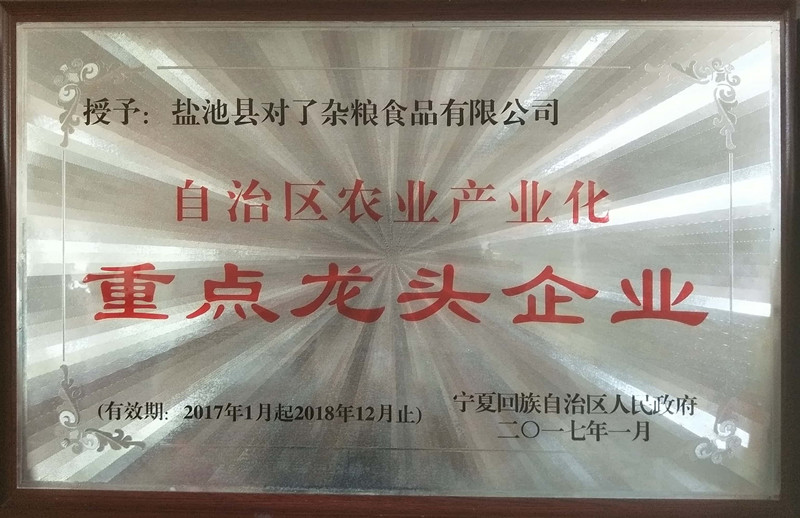 授予：盐池县对了杂粮食品有限公司
自治区农业产业化
重点龙头企业
(有效期：2017年1月起2018年12月止)
宁夏回族自治区人民政府
二〇一七年一月